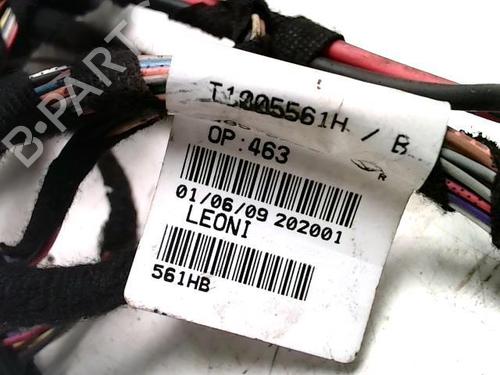 T1005561H / B
OP:463
01/06/09 202001
LEONI
561HB
B-PARTS